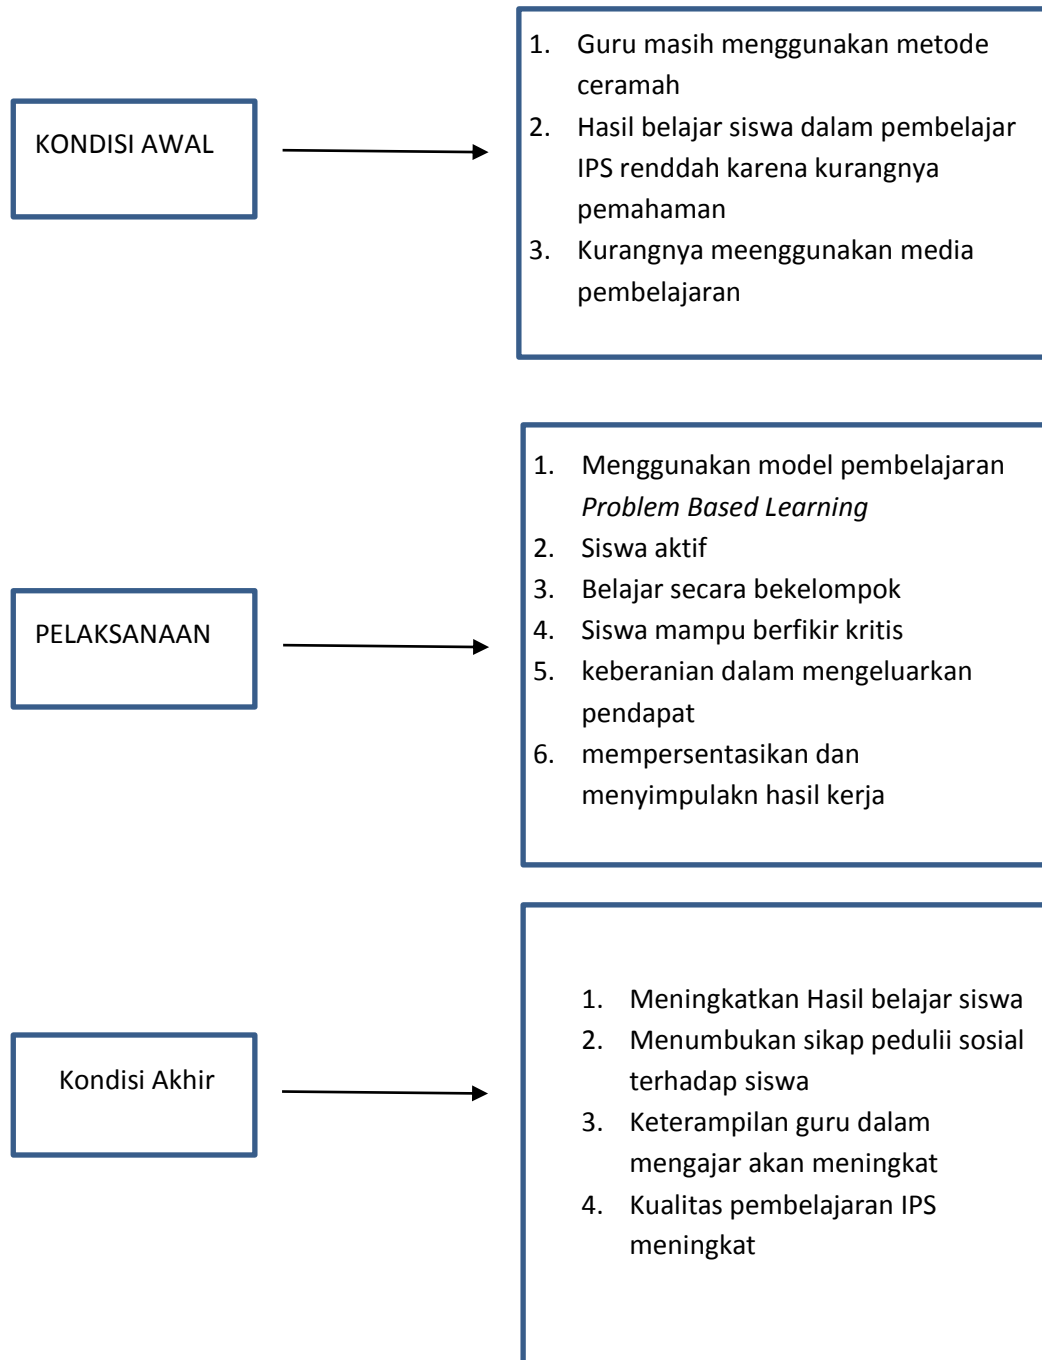 KONDISI AWAL
1. Guru masih menggunakan metode
ceramah
2. Hasil belajar siswa dalam pembelajar
IPS renddah karena kurangnya
pemahaman
3. Kurangnya meenggunakan media
pembelajaran
PELAKSANAAN
1. Menggunakan model pembelajaran
Problem Based Learning
2. Siswa aktif
3. Belajar secara bekelompok
4. Siswa mampu berfikir kritis
5. keberanian dalam mengeluarkan
pendapat
6. mempersentasikan dan
menyimpulakn hasil kerja
Kondisi Akhir
1. Meningkatkan Hasil belajar siswa
2. Menumbukan sikap pedulii sosial
terhadap siswa
3. Keterampilan guru dalam
mengajar akan meningkat
4. Kualitas pembelajaran IPS
meningkat